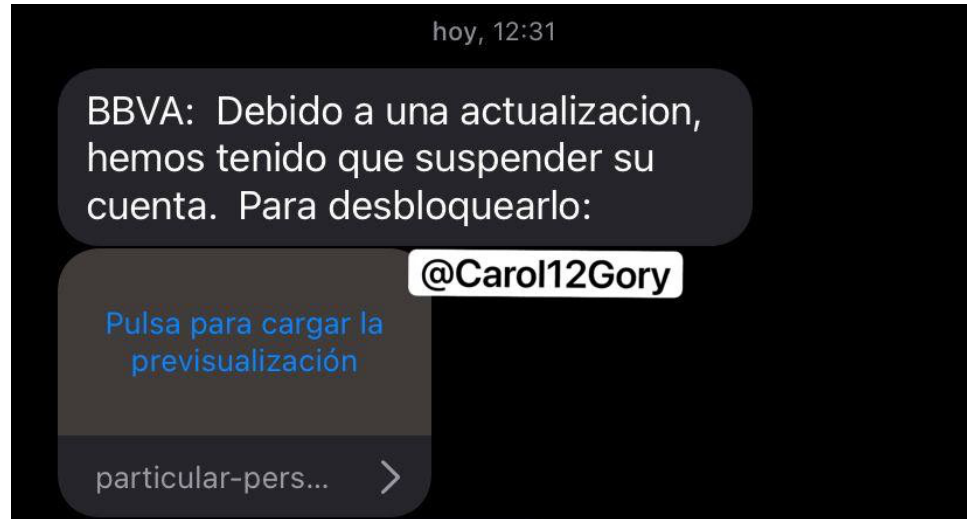 hoy, 12:31
BBVA:  Debido a una actualizacion,
hemos tenido que suspender su
cuenta.  Para desbloquearlo:
@Carol12Gory
Pulsa para cargar la
previsualización
particular-pers...